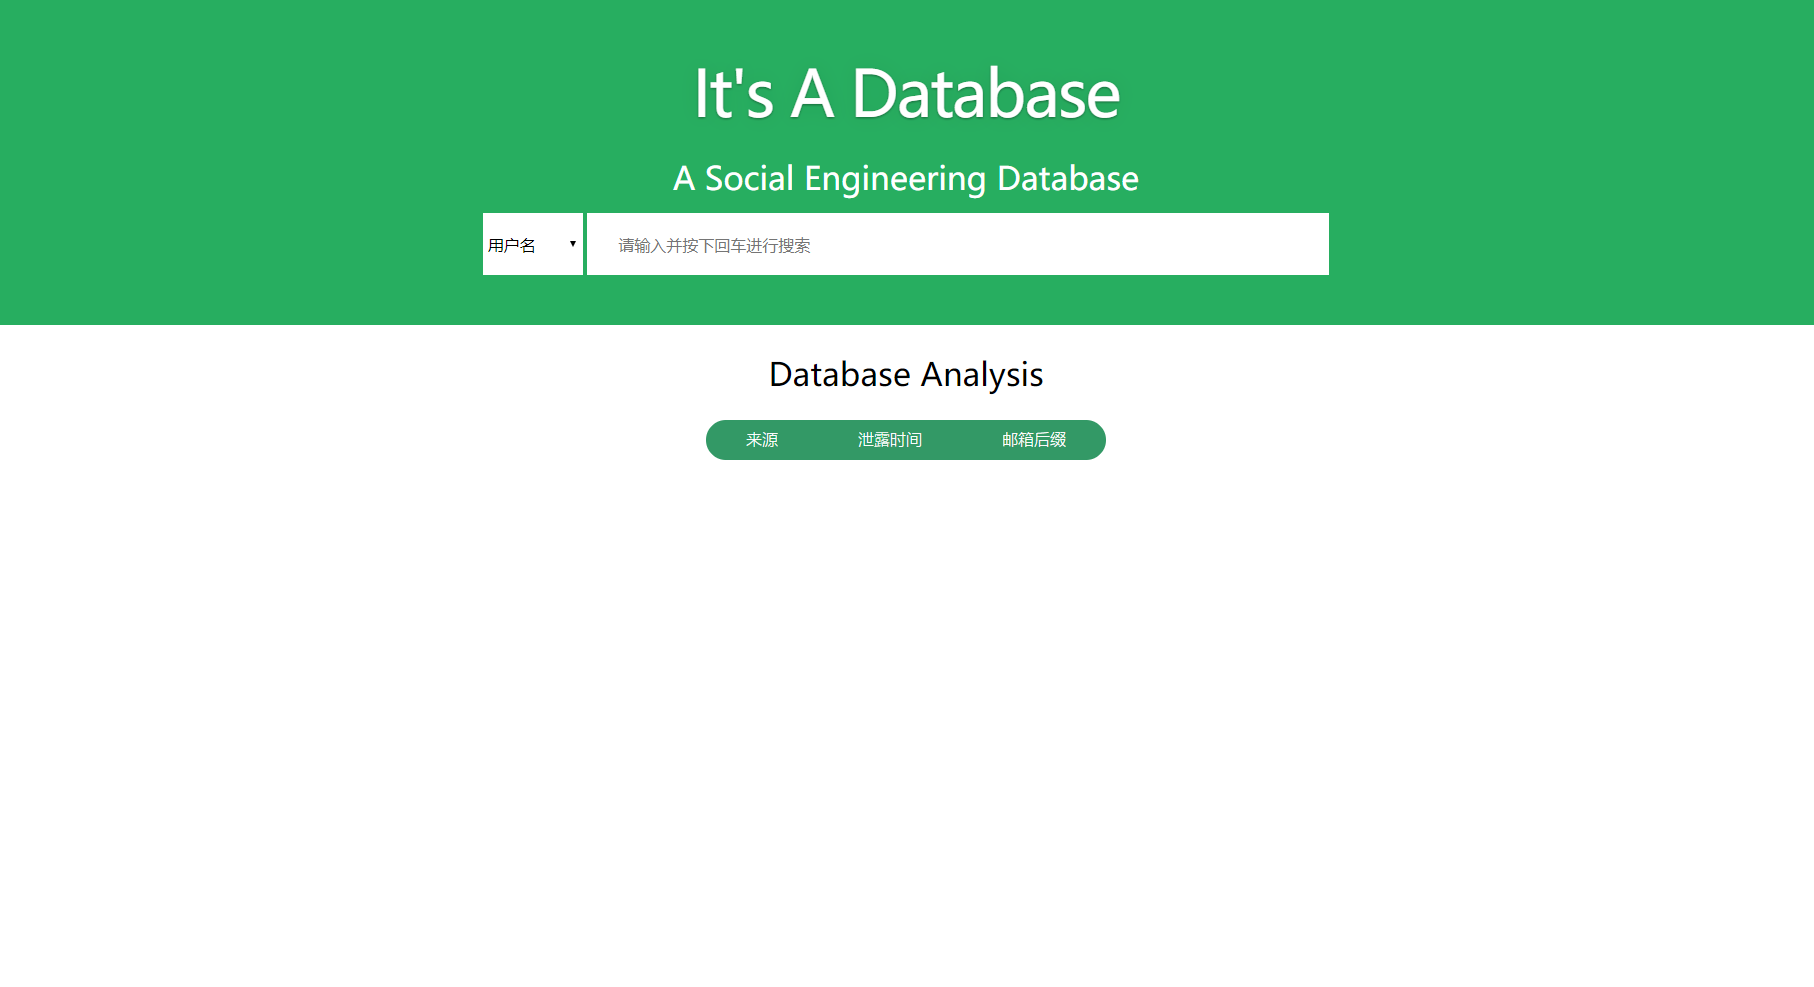 It's A Database
A Social Engineering Database
用户名 请输入并按下回车进行搜索
Database Analysis
来源 泄露时间 邮箱后缀